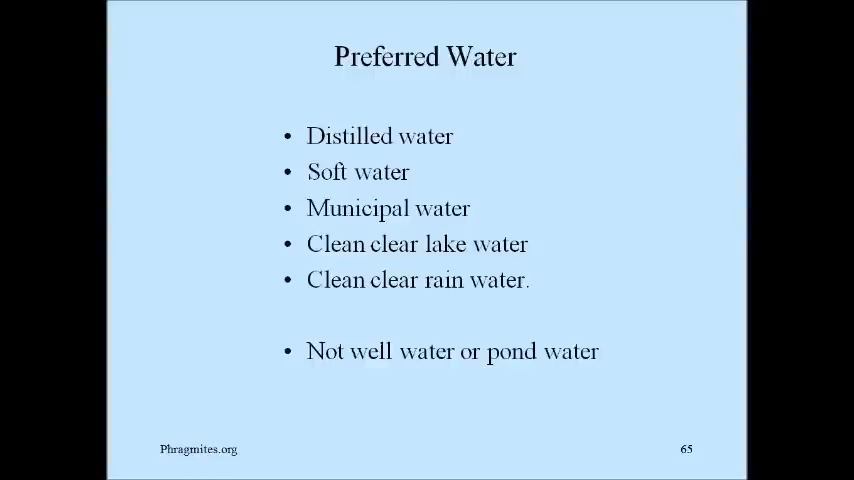 Preferred Water
• Distilled water
• Soft water
• Municipal water
• Clean clear lake water
• Clean clear rain water.
• Not well water or pond water
Phragmites.org
65